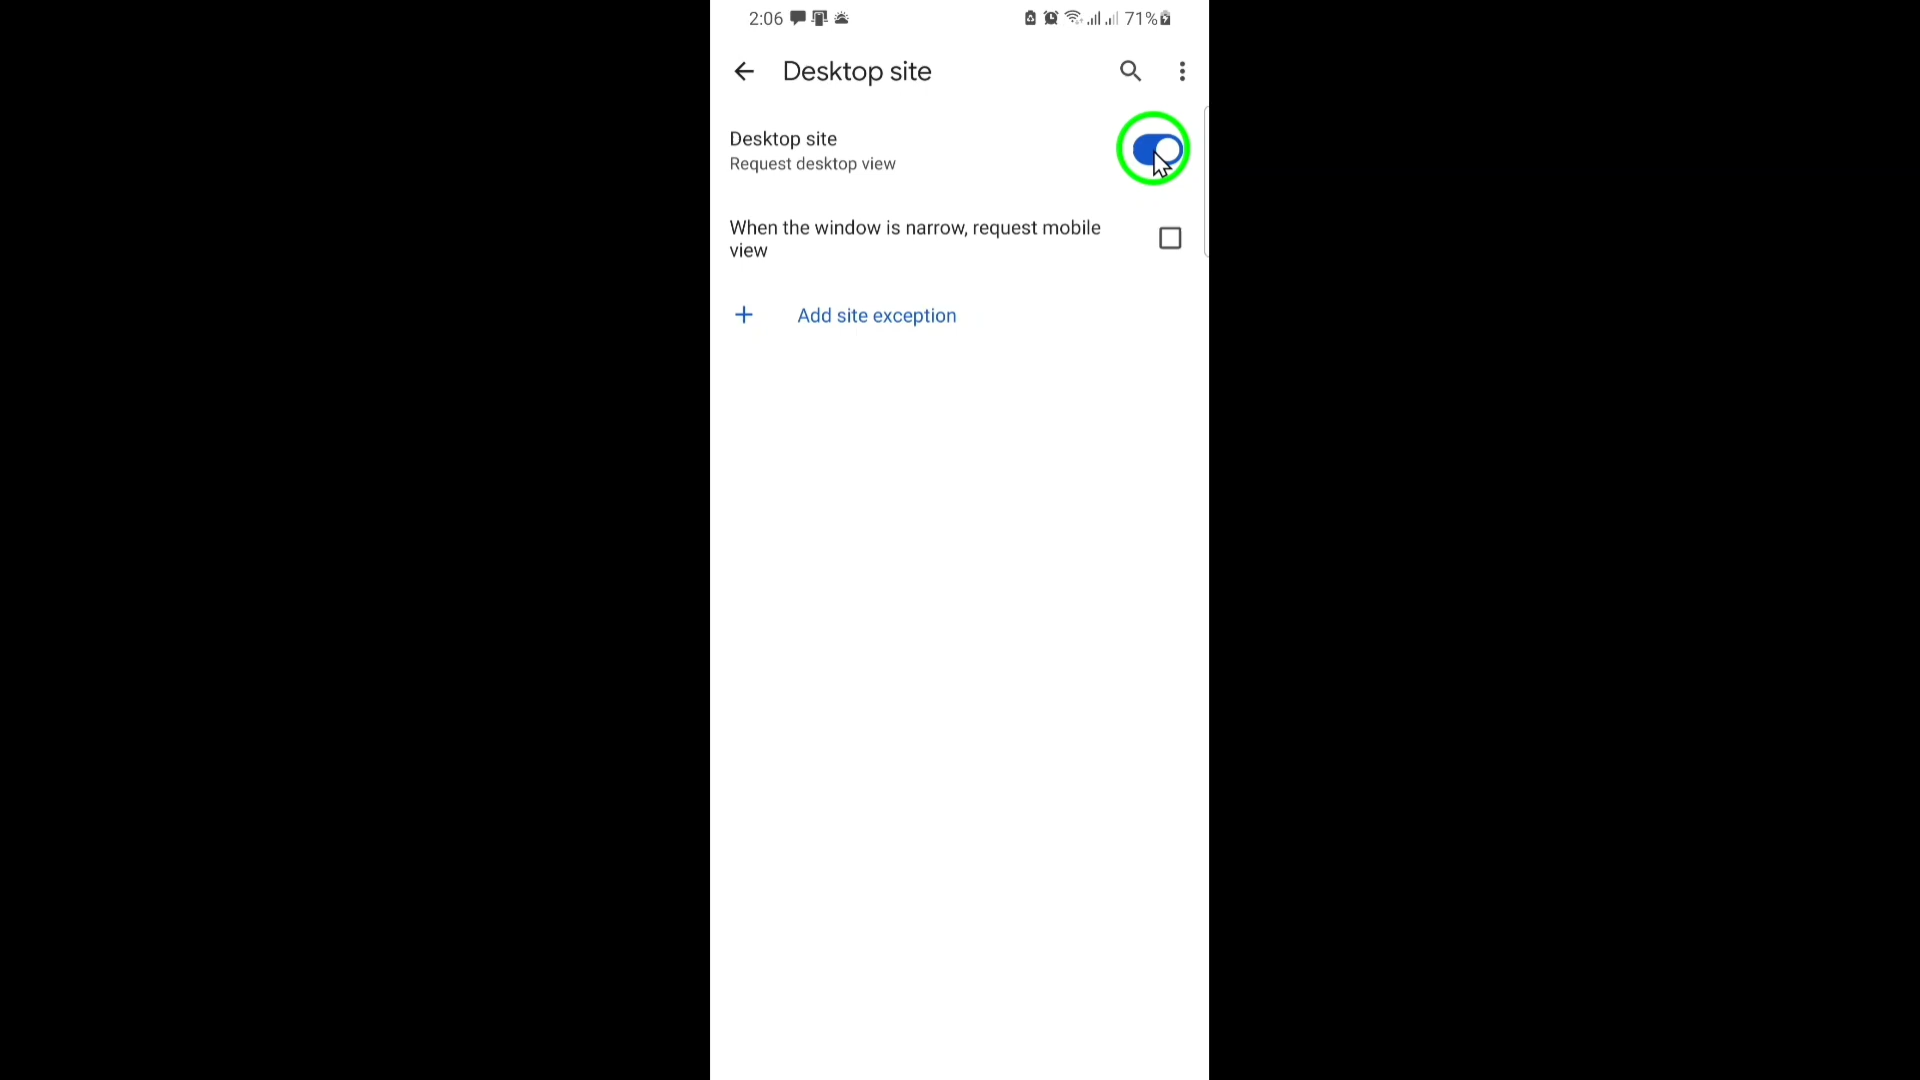 2:06
71%
Desktop site
Desktop site
Request desktop view
When the window is narrow, request mobile
view
Add site exception